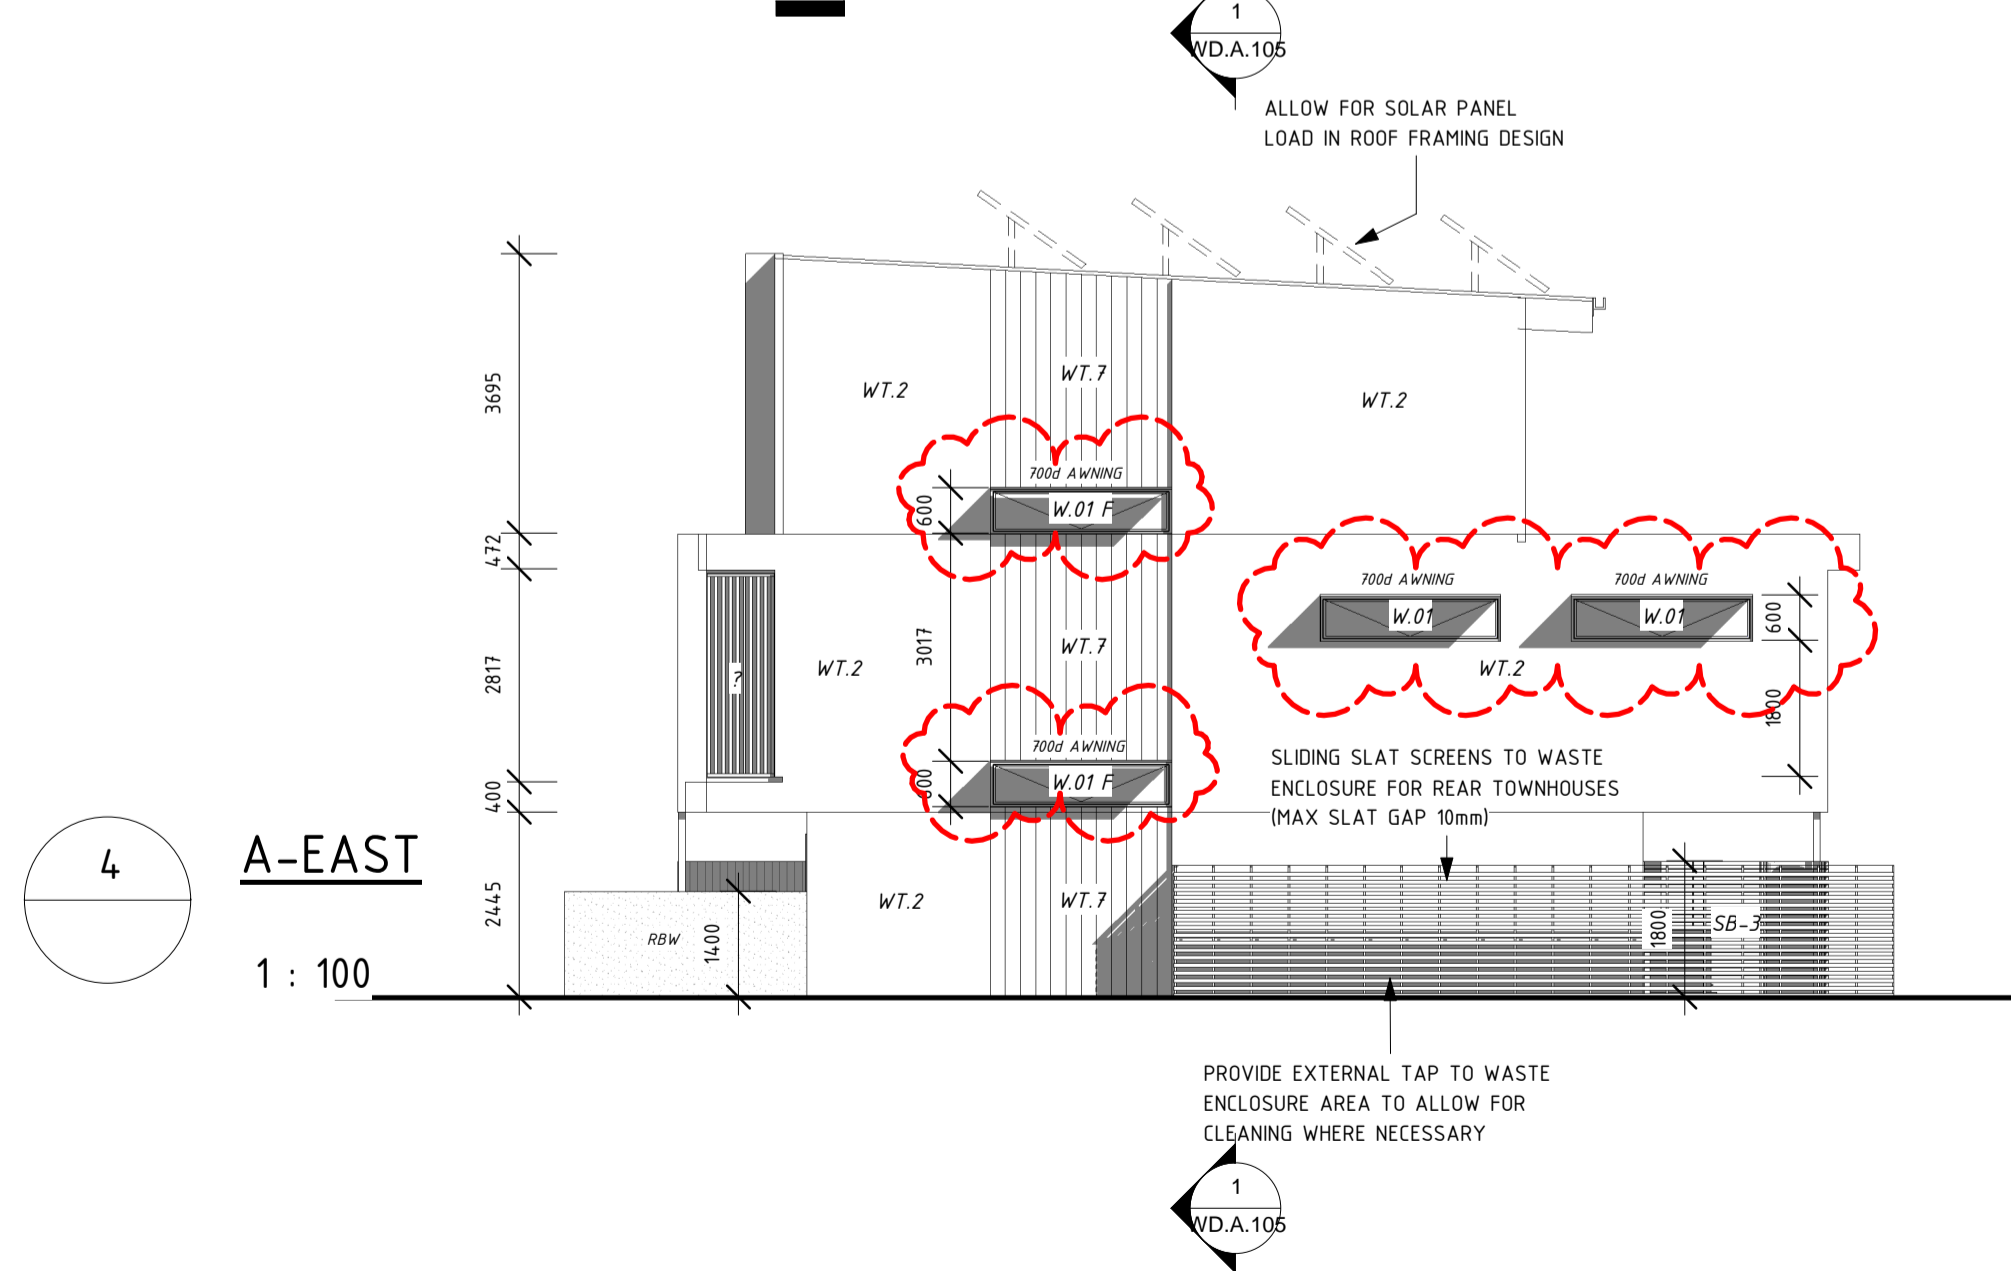 1
WD.A.105
ALLOW FOR SOLAR PANEL
LOAD IN ROOF FRAMING DESIGN
3695
WT.2
WT.7
WT.2
700d AWNING
600
W.01 F
472
700d AWNING
700d AWNING
W.01
W.01
600
2817
?
WT.2
3017
WT.7
WT.2
1800
700d AWNING
600
W.01 F
SLIDING SLAT SCREENS TO WASTE
ENCLOSURE FOR REAR TOWNHOUSES
(MAX SLAT GAP 10mm)
400
4
A-EAST
1 : 100
2445
RBW
1400
WT.2
WT.7
1800
SB-3
PROVIDE EXTERNAL TAP TO WASTE
ENCLOSURE AREA TO ALLOW FOR
CLEANING WHERE NECESSARY
1
WD.A.105